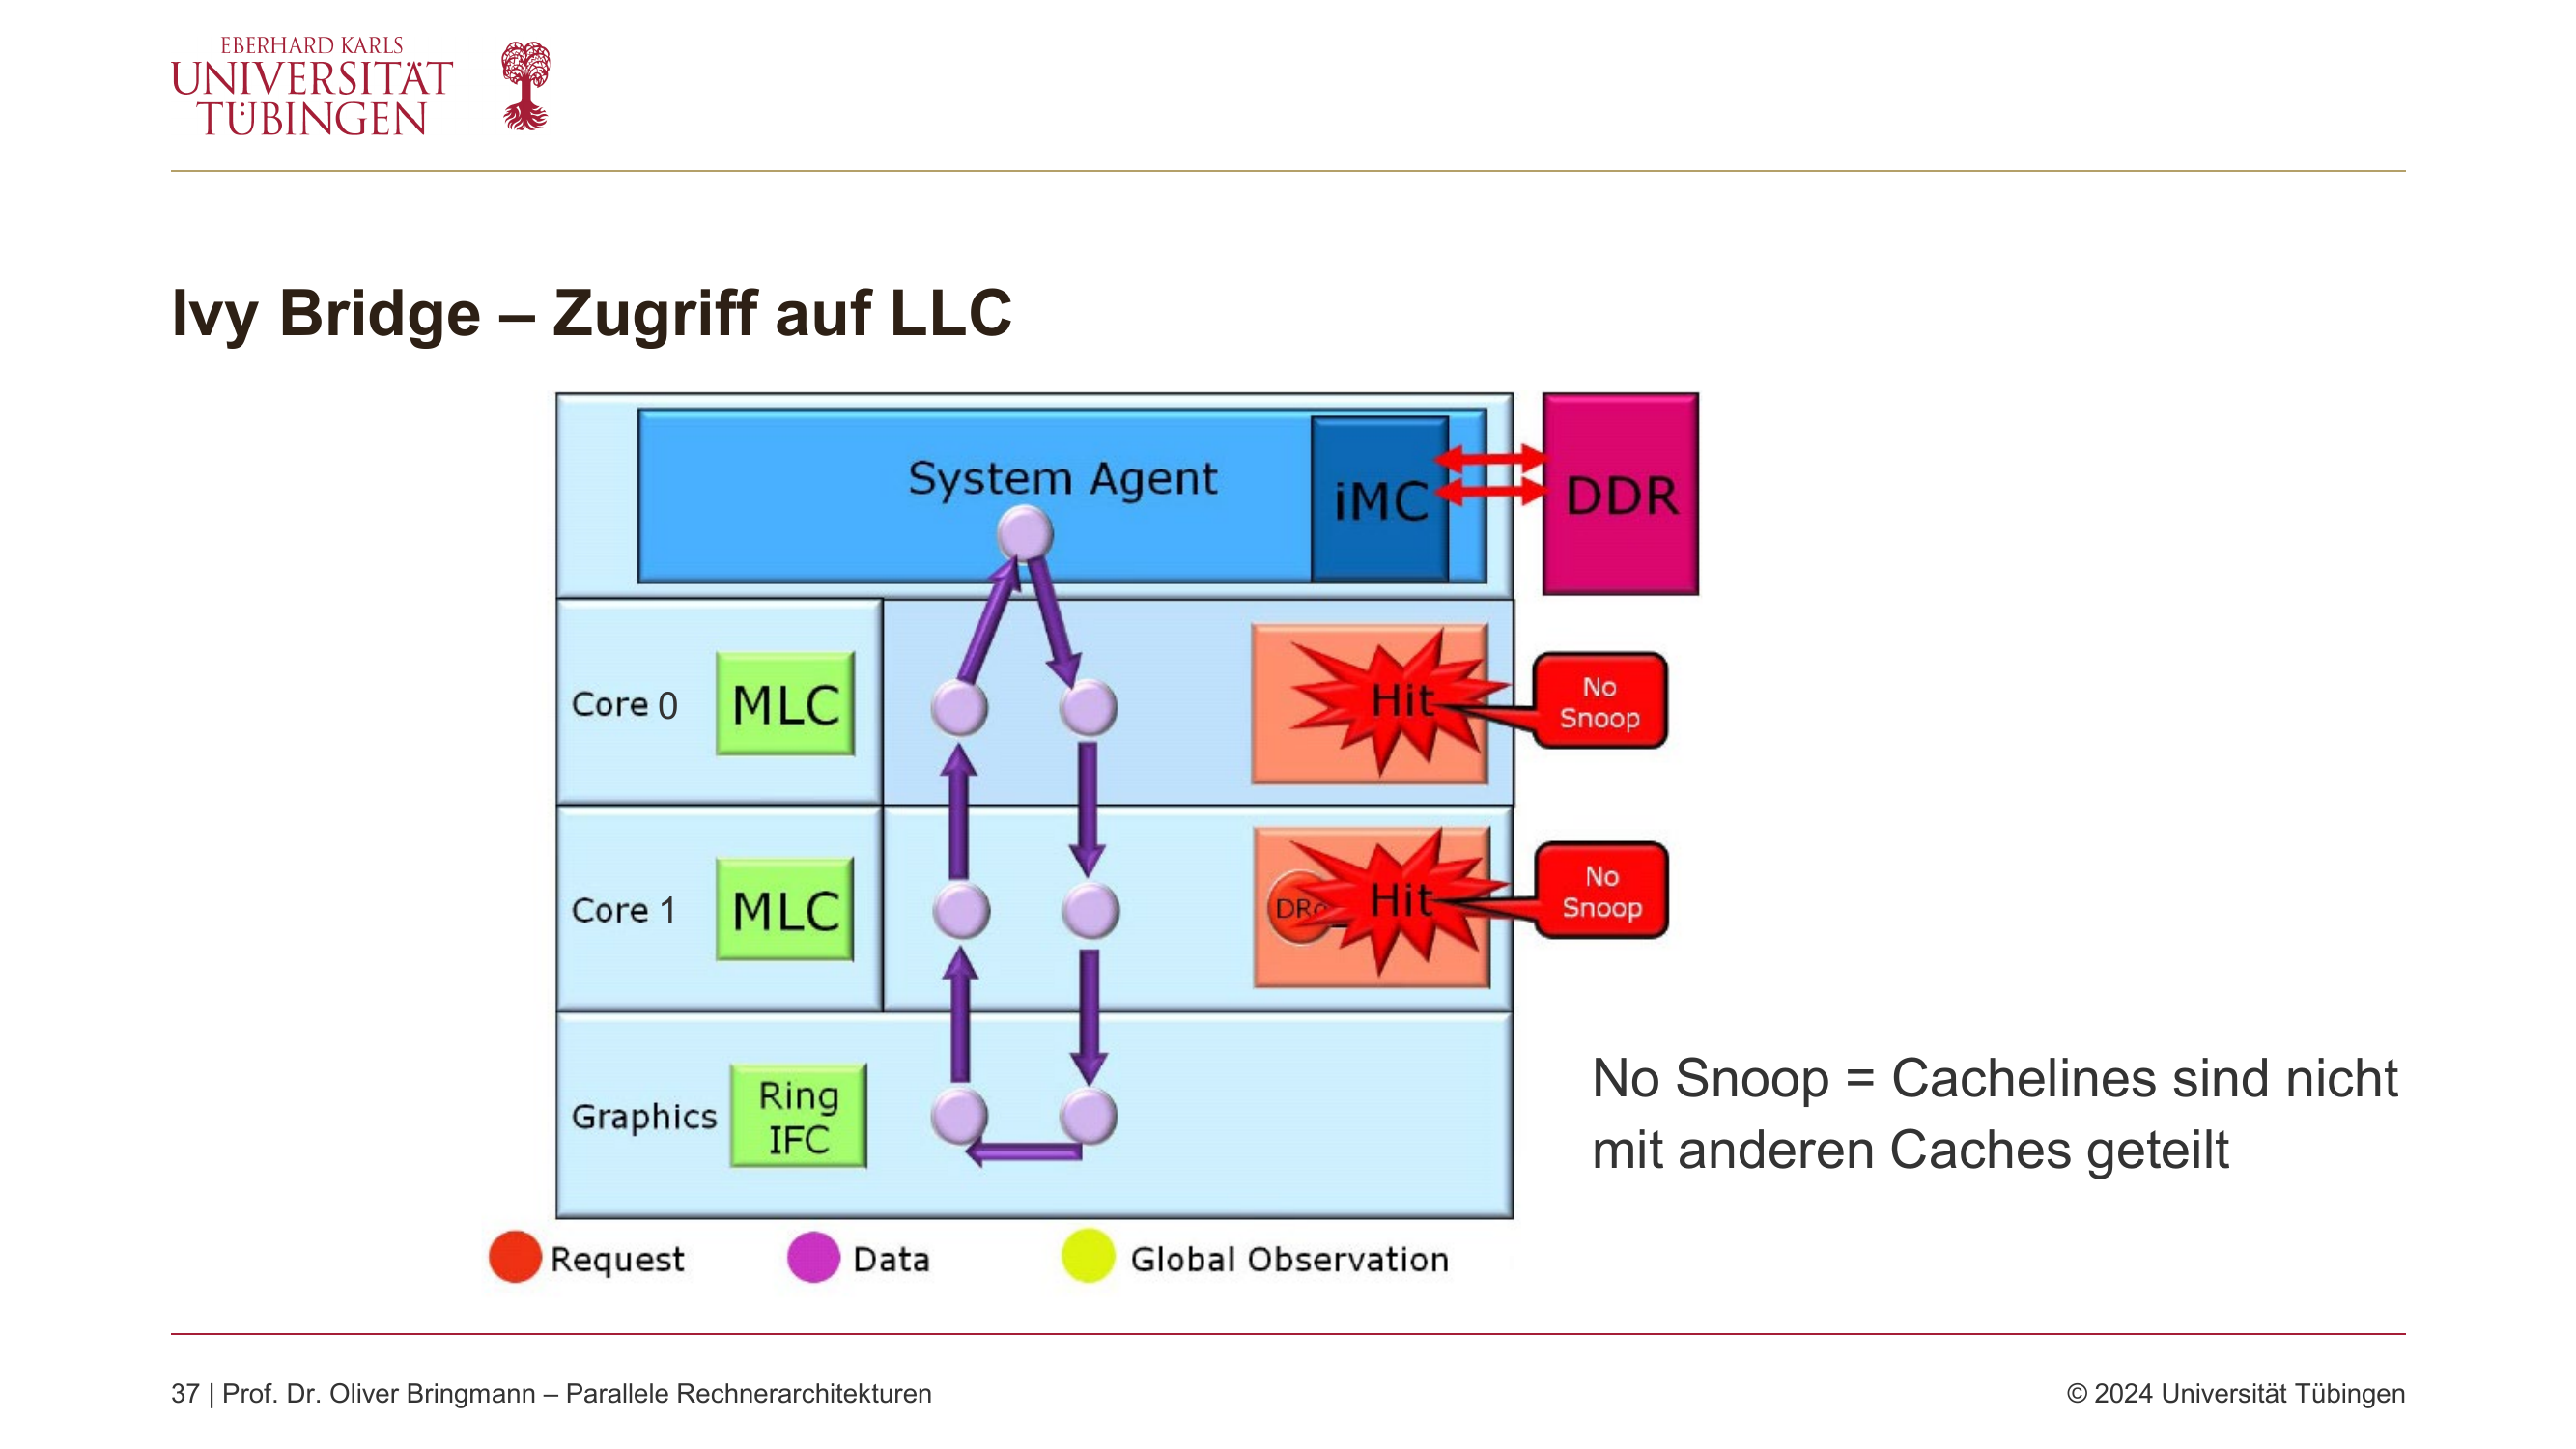 EBERHARD KARLS
UNIVERSITÄT
TÜBINGEN
Ivy Bridge – Zugriff auf LLC
System Agent
iMC
DDR
Core 0
MLC
Hit
No
Snoop
Core 1
MLC
Hit
No
Snoop
Graphics
Ring
IFC
No Snoop = Cachelines sind nicht
mit anderen Caches geteilt
Request
Data
Global Observation
37 | Prof. Dr. Oliver Bringmann – Parallele Rechnerarchitekturen
© 2024 Universität Tübingen